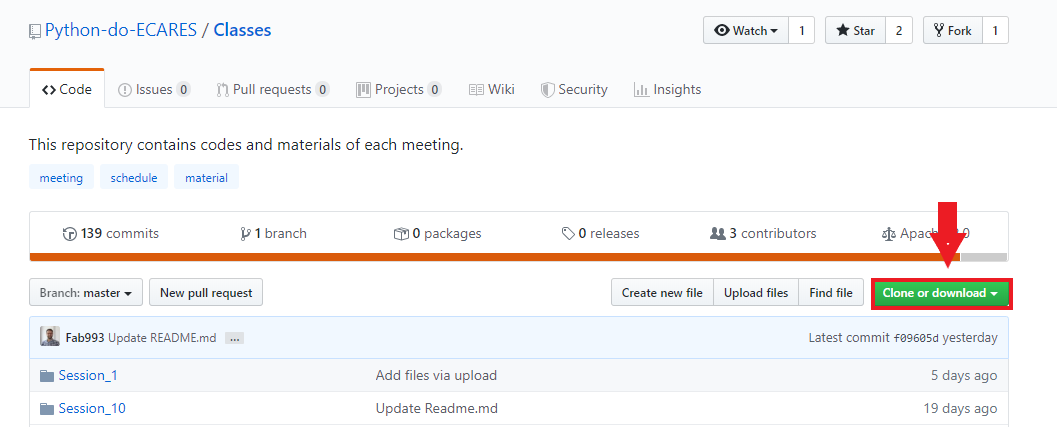 Python-do-ECARES / Classes
Watch 1 Star 2 Fork 1
Code Issues 0 Pull requests 0 Projects 0 Wiki Security Insights
This repository contains codes and materials of each meeting.
meeting schedule material
139 commits 1 branch 0 packages 0 releases 3 contributors
Branch: master New pull request Create new file Upload files Find file Clone or download
Fab993 Update README.md ... Latest commit f09605d yesterday
Session_1 Add files via upload 5 days ago
Session_10 Update Readme.md 19 days ago